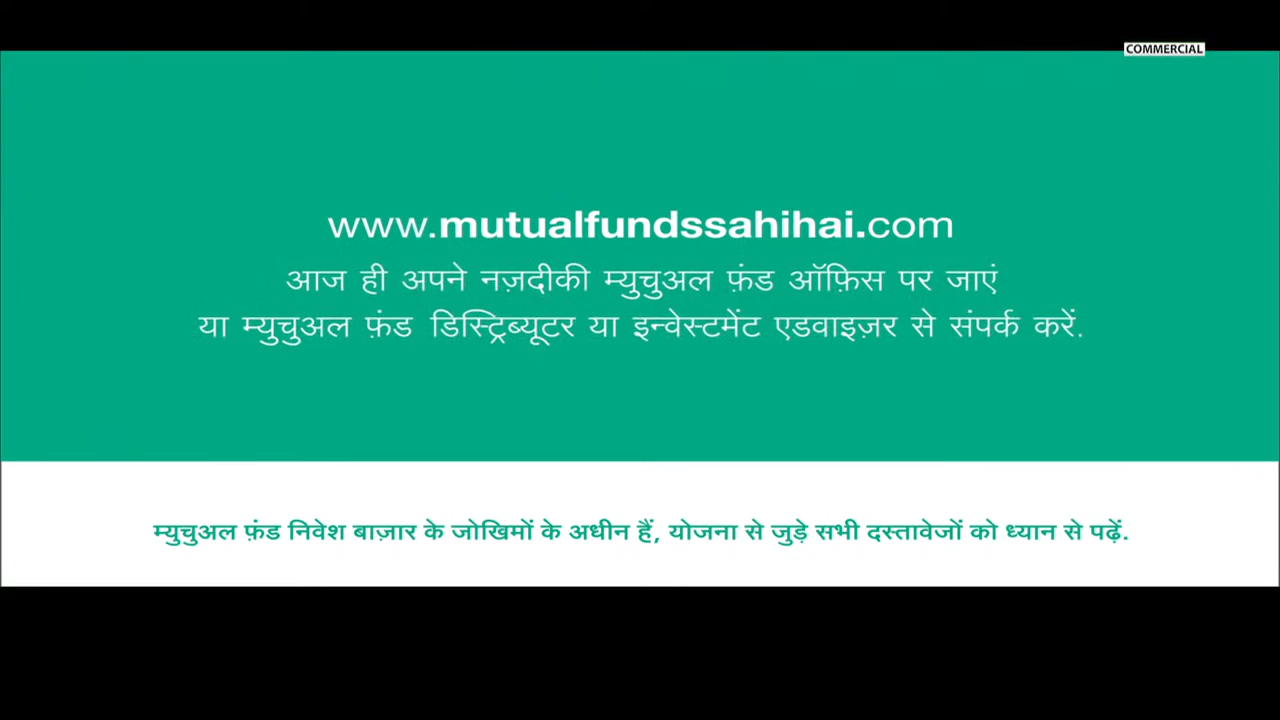 COMMERCIAL
www.mutualfundssahihai.com
आज ही अपने नज़दीकी म्युचुअल फ़ंड ऑफ़िस पर जाएं
या म्युचुअल फ़ंड डिस्ट्रिब्यूटर या इन्वेस्टमेंट एडवाइज़र से संपर्क करें.
म्युचुअल फ़ंड निवेश बाज़ार के जोखिमों के अधीन हैं, योजना से जुड़े सभी दस्तावेजों को ध्यान से पढ़ें.